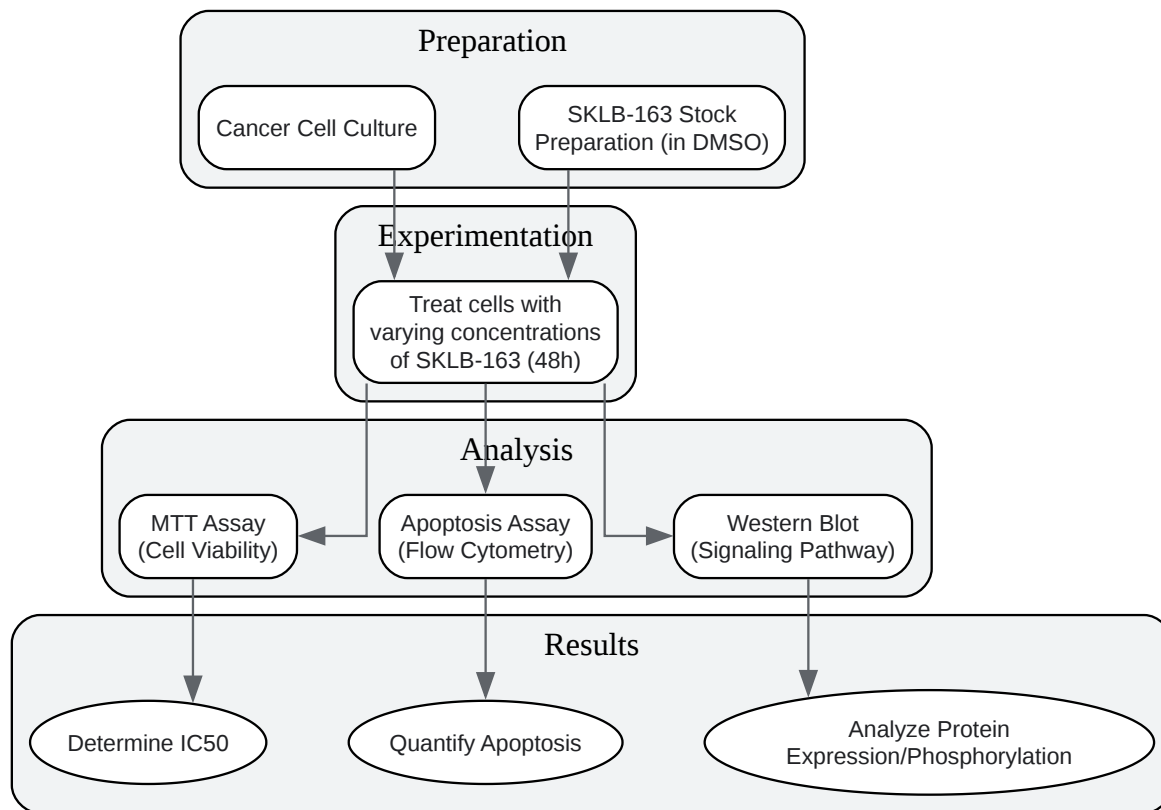 Preparation
Cancer Cell Culture
SKLB-163 Stock
Preparation (in DMSO)
Experimentation
Treat cells with
varying concentrations
of SKLB-163 (48h)
Analysis
MTT Assay
(Cell Viability)
Apoptosis Assay
(Flow Cytometry)
Western Blot
(Signaling Pathway)
Results
Determine IC50
Quantify Apoptosis
Analyze Protein
Expression/Phosphorylation